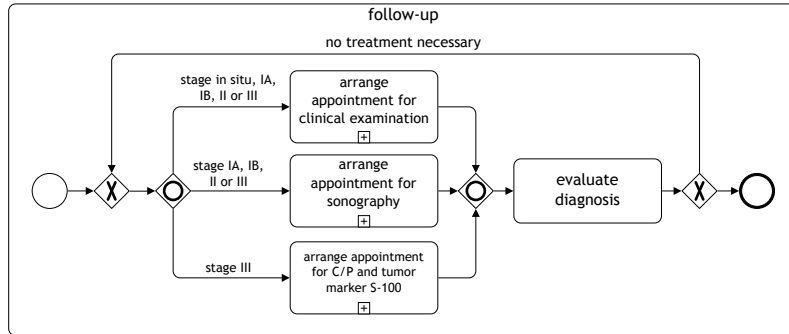 follow-up
no treatment necessary
stage in situ, IA,
IB, II or III
arrange
appointment for
clinical examination
stage IA, IB,
II or III
arrange
appointment for
sonography
evaluate
diagnosis
stage III
arrange appointment
for C/P and tumor
marker S-100